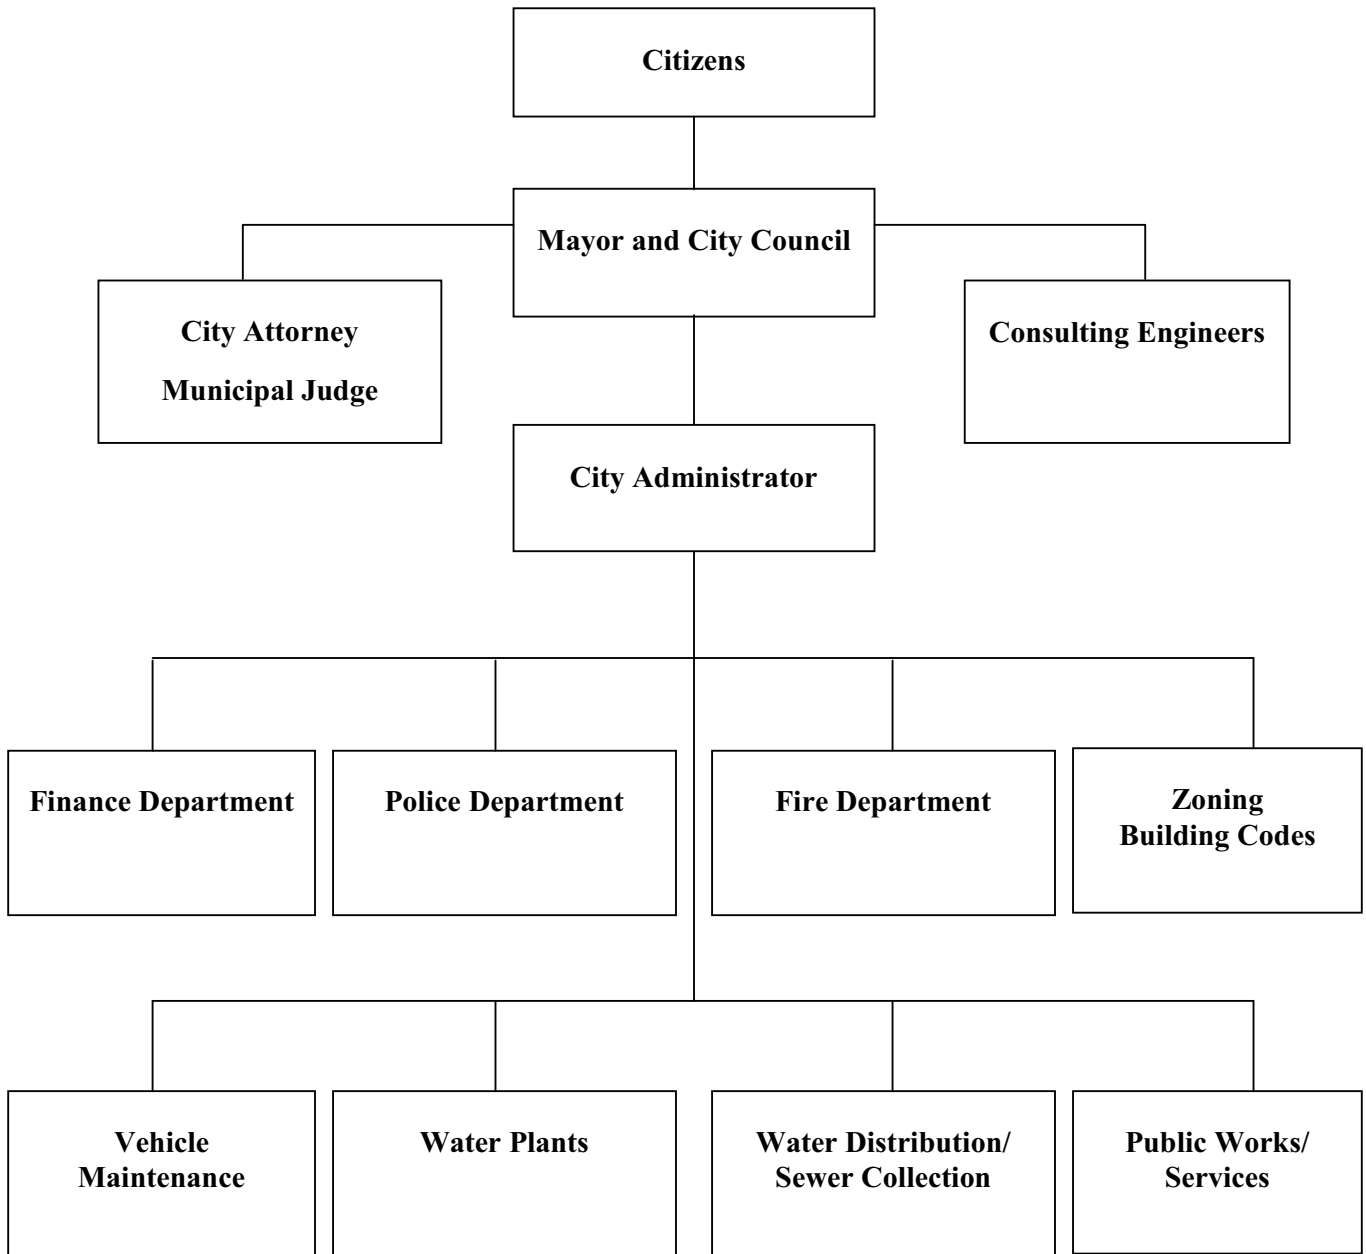 Citizens
Mayor and City Council
City Attorney
Municipal Judge
Consulting Engineers
City Administrator
Finance Department
Police Department
Fire Department
Zoning
Building Codes
Vehicle
Maintenance
Water Plants
Water Distribution/
Sewer Collection
Public Works/
Services